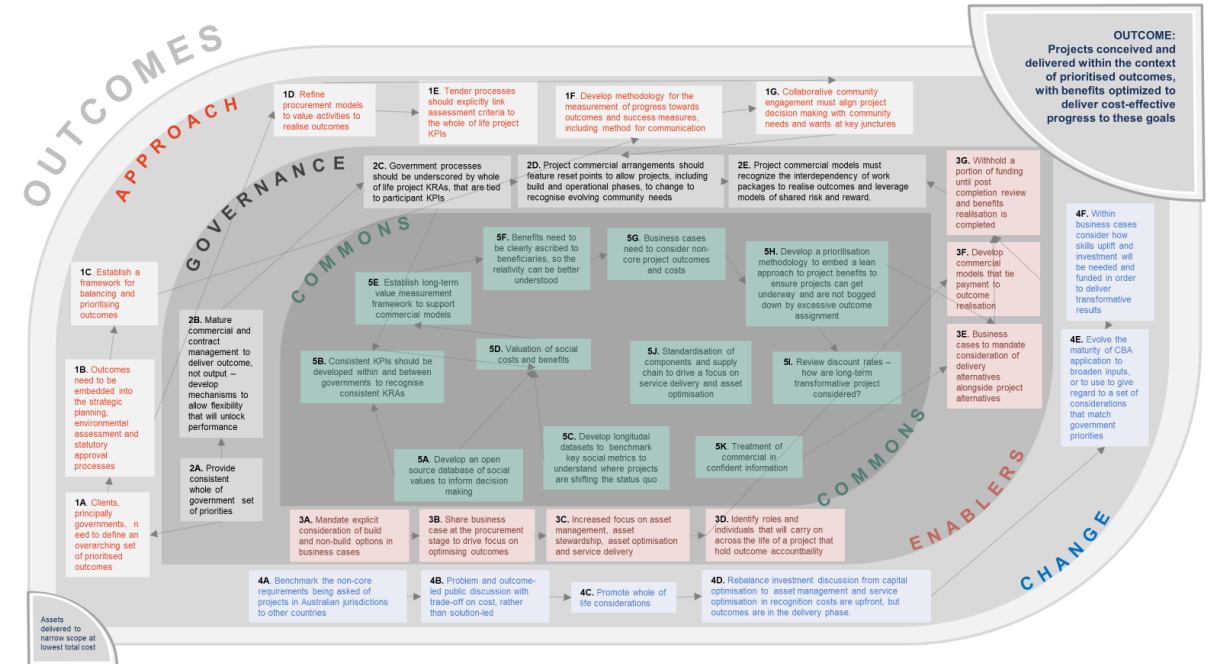 OUTCOMES
OUTCOME:
Projects conceived and
delivered within the context
of prioritised outcomes,
with benefits optimized to
deliver cost-effective
progress to these goals
APPROACH
1D. Refine
procurement models
to value activities to
realise outcomes
1E. Tender processes
should explicitly link
assessment criteria to
the whole of life project
KPIs
1F. Develop methodology for the
measurement of progress towards
outcomes and success measures,
including method for communication
1G. Collaborative community
engagement must align project
decision making with community
needs and wants at key junctures
GOVERNANCE
2C. Government processes
should be underscored by whole
of life project KRAs, that are tied
to participant KPIs
2D. Project commercial arrangements should
feature reset points to allow projects, including
build and operational phases, to change to
recognise evolving community needs
2E. Project commercial models must
recognize the interdependency of work
packages to realise outcomes and leverage
models of shared risk and reward.
3G. Withhold a
portion of funding until
post
completion review and
benefits
realisation is
completed
4F. Within
business cases
consider how
skills uplift and
investment will
be needed and
funded in order
to deliver
transformative
results
COMMONS
5F. Benefits need to
be clearly ascribed to
beneficiaries, so the
relativity can be better
understood
5G. Business cases
need to consider non-
core project outcomes
and costs
5H. Develop a prioritisation
methodology to embed a lean
approach to project benefits to
ensure projects can get
underway and are not bogged
down by excessive outcome
assignment
3F. Develop
commercial
models that tie
payment to
outcome
realisation
1C. Establish a
framework for
balancing and
prioritising
outcomes
5E. Establish long-term
value measurement
framework to support
commercial models
2B. Mature
commercial and
contract
management to
deliver outcome,
not output –
develop
mechanisms to
allow flexibility
that will unlock
performance
5B. Consistent KPIs should be
developed within and between
governments to recognise
consistent KRAs
5D. Valuation of social
costs and benefits
5J. Standardisation of
components and supply
chain to drive a focus on
service delivery and asset
optimisation
5I. Review discount rates –
how are long-term
transformative project
considered?
3E. Business
cases to mandate
consideration of
delivery
alternatives
alongside project
alternatives
4E. Evolve the
maturity of CBA
application to
broaden inputs,
or to use to give
regard to a set of
considerations
that match
government
priorities
1B. Outcomes
need to be
embedded into
the strategic
planning,
environmental
assessment and
statutory
approval
processes
5A. Develop an open
source database of social
values to inform decision
making
5C. Develop longitudal
datasets to benchmark
key social metrics to
understand where projects
are shifting the status quo
5K. Treatment of
commercial in
confident information
COMMONS
2A. Provide
consistent
whole of
government set
of priorities
1A. Clients,
principally
governments, n
eed to define an
overarching set
of prioritised
outcomes
3A. Mandate explicit
consideration of build
and non-build options in
business cases
3B. Share business
case at the procurement
stage to drive focus on
optimising outcomes
3C. Increased focus on asset
management, asset
stewardship, asset optimisation
and service delivery
3D. Identify roles and
individuals that will carry on
across the life of a project that
hold outcome accountbaility
ENABLERS
4A. Benchmark the non-core
requirements being asked of
projects in Australian jurisdictions
to other countries
4B. Problem and outcome-
led public discussion with
trade-off on cost, rather
than solution-led
4C. Promote whole of
life considerations
4D. Rebalance investment discussion from capital
optimisation to asset management and service
optimisation in recognition costs are upfront, but
outcomes are in the delivery phase.
CHANGE
Assets
delivered to
narrow scope at
lowest total cost